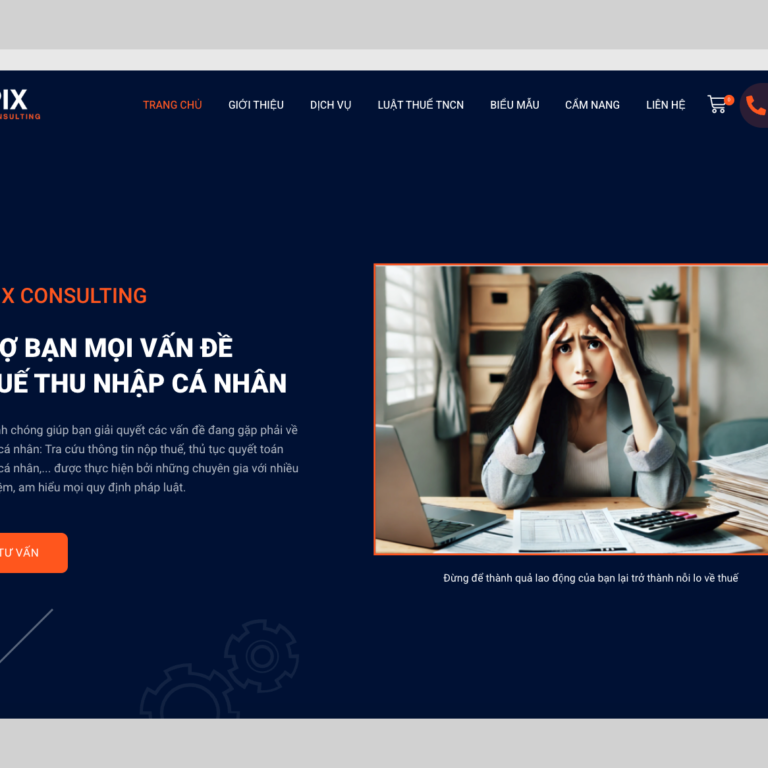 IX
NSULTING
TRANG CHỦ
GIỚI THIỆU
DỊCH VỤ
LUẬT THUẾ TNCN
BIỂU MẪU
CẨM NANG
LIÊN HỆ
X CONSULTING
Ợ BẠN MỌI VẤN ĐỀ
UẾ THU NHẬP CÁ NHÂN
nh chóng giúp bạn giải quyết các vấn đề đang gặp phải về
cá nhân: Tra cứu thông tin nộp thuế, thủ tục quyết toán
cá nhân,... được thực hiện bởi những chuyên gia với nhiều
ệm, am hiểu mọi quy định pháp luật.
TƯ VẤN
Đừng để thành quả lao động của bạn lại trở thành nỗi lo về thuế